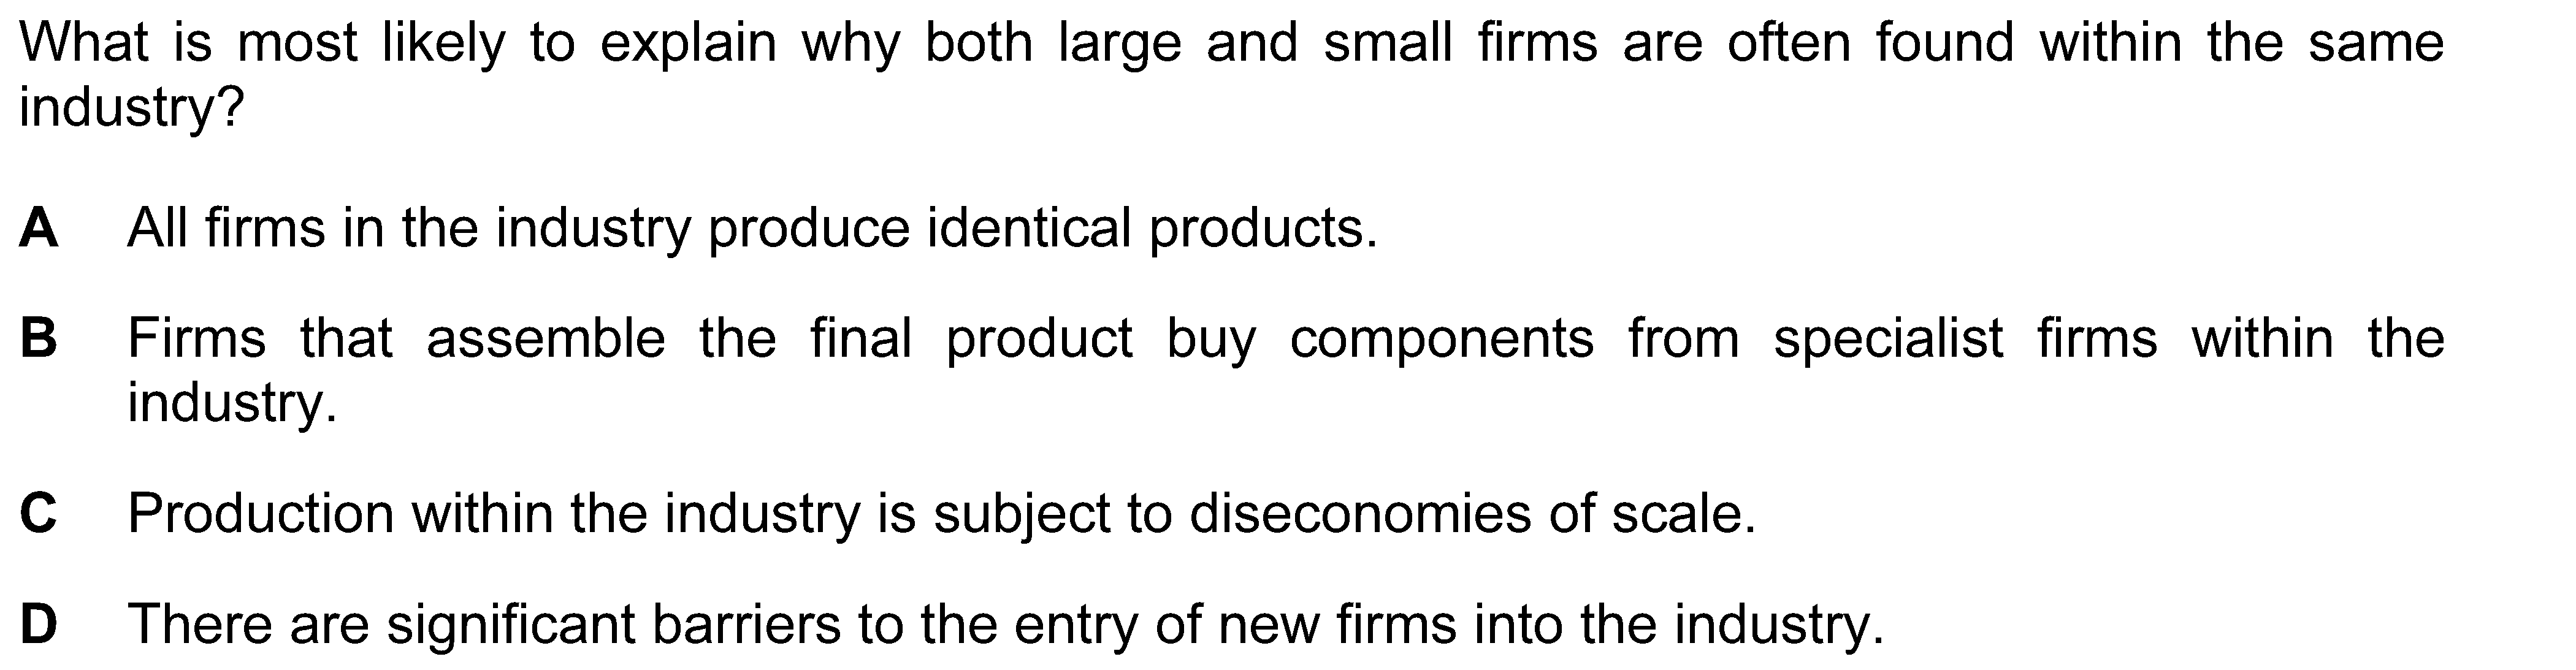 What is most likely to explain why both large and small firms are often found within the same
industry?
A All firms in the industry produce identical products.
B Firms that assemble the final product buy components from specialist firms within the
industry.
C Production within the industry is subject to diseconomies of scale.
D There are significant barriers to the entry of new firms into the industry.